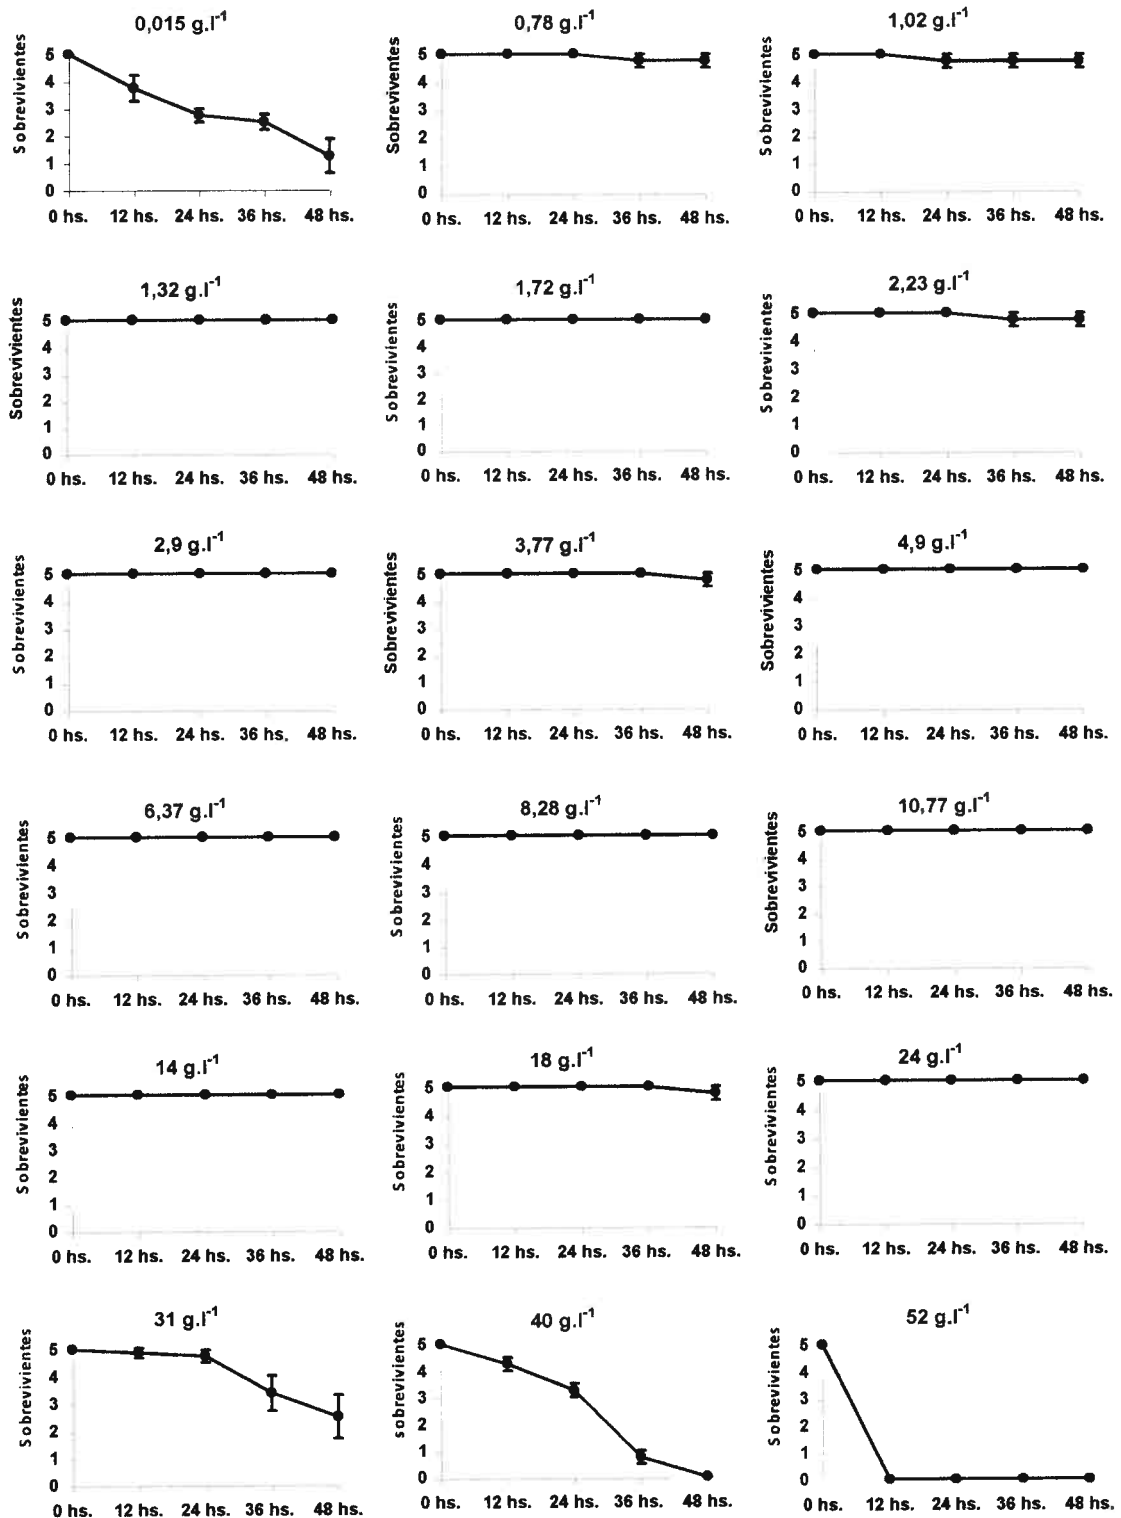 0,015 g.l-1
Sobrevivientes
5
4
3
2
1
0
0 hs. 12 hs. 24 hs. 36 hs. 48 hs.
0,78 g.l-1
Sobreviventes
5
4
3
2
1
0
0 hs. 12 hs. 24 hs. 36 hs. 48 hs.
1,02 g.l-1
Sobrevivientes
5
4
3
2
1
0
0 hs. 12 hs. 24 hs. 36 hs. 48 hs.
1,32 g.l-1
Sobrevivientes
5
4
3
2
1
0
0 hs. 12 hs. 24 hs. 36 hs. 48 hs.
1,72 g.l-1
Sobrevivientes
5
4
3
2
1
0
0 hs. 12 hs. 24 hs. 36 hs. 48 hs.
2,23 g.l-1
Sobrevivientes
5
4
3
2
1
0
0 hs. 12 hs. 24 hs. 36 hs. 48 hs.
2,9 g.l-1
Sobrevivientes
5
4
3
2
1
0
0 hs. 12 hs. 24 hs. 36 hs. 48 hs.
3,77 g.l-1
Sobrevivientes
5
4
3
2
1
0
0 hs. 12 hs. 24 hs. 36 hs. 48 hs.
4,9 g.l-1
Sobrevivientes
5
4
3
2
1
0
0 hs. 12 hs. 24 hs. 36 hs. 48 hs.
6,37 g.l-1
Sobrevivientes
5
4
3
2
1
0
0 hs. 12 hs. 24 hs. 36 hs. 48 hs.
8,28 g.l-1
Sobrevivientes
5
4
3
2
1
0
0 hs. 12 hs. 24 hs. 36 hs. 48 hs.
10,77 g.l-1
Sobrevivientes
5
4
3
2
1
0
0 hs. 12 hs. 24 hs. 36 hs. 48 hs.
14 g.l-1
Sobrevivientes
5
4
3
2
1
0
0 hs. 12 hs. 24 hs. 36 hs. 48 hs.
18 g.l-1
Sobrevivientes
5
4
3
2
1
0
0 hs. 12 hs. 24 hs. 36 hs. 48 hs.
24 g.l-1
Sobrevivientes
5
4
3
2
1
0
0 hs. 12 hs. 24 hs. 36 hs. 48 hs.
31 g.l-1
Sobrevivientes
5
4
3
2
1
0
0 hs. 12 hs. 24 hs. 36 hs. 48 hs.
40 g.l-1
sobrevivientes
5
4
3
2
1
0
0 hs. 12 hs. 24 hs. 36 hs. 48 hs.
52 g.l-1
Sobrevivientes
5
4
3
2
1
0
0 hs. 12 hs. 24 hs. 36 hs. 48 hs.